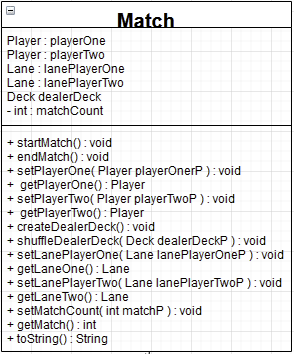 Match
Player : playerOne
Player : playerTwo
Lane : lanePlayerOne
Lane : lanePlayerTwo
Deck dealerDeck
- int : matchCount
+ startMatch() : void
+ endMatch() : void
+ setPlayerOne( Player playerOnerP ) : void
+ getPlayerOne() : Player
+ setPlayerTwo( Player playerTwoP ) : void
+ getPlayerTwo() : Player
+ createDealerDeck() : void
+ shuffleDealerDeck( Deck dealerDeckP ) : void
+ setLanePlayerOne( Lane lanePlayerOneP ) : void
+ getLaneOne() : Lane
+ setLanePlayerTwo( Lane lanePlayerTwoP ) : void
+ getLaneTwo() : Lane
+ setMatchCount( int matchP ) : void
+ getMatch() : int
+ toString() : String